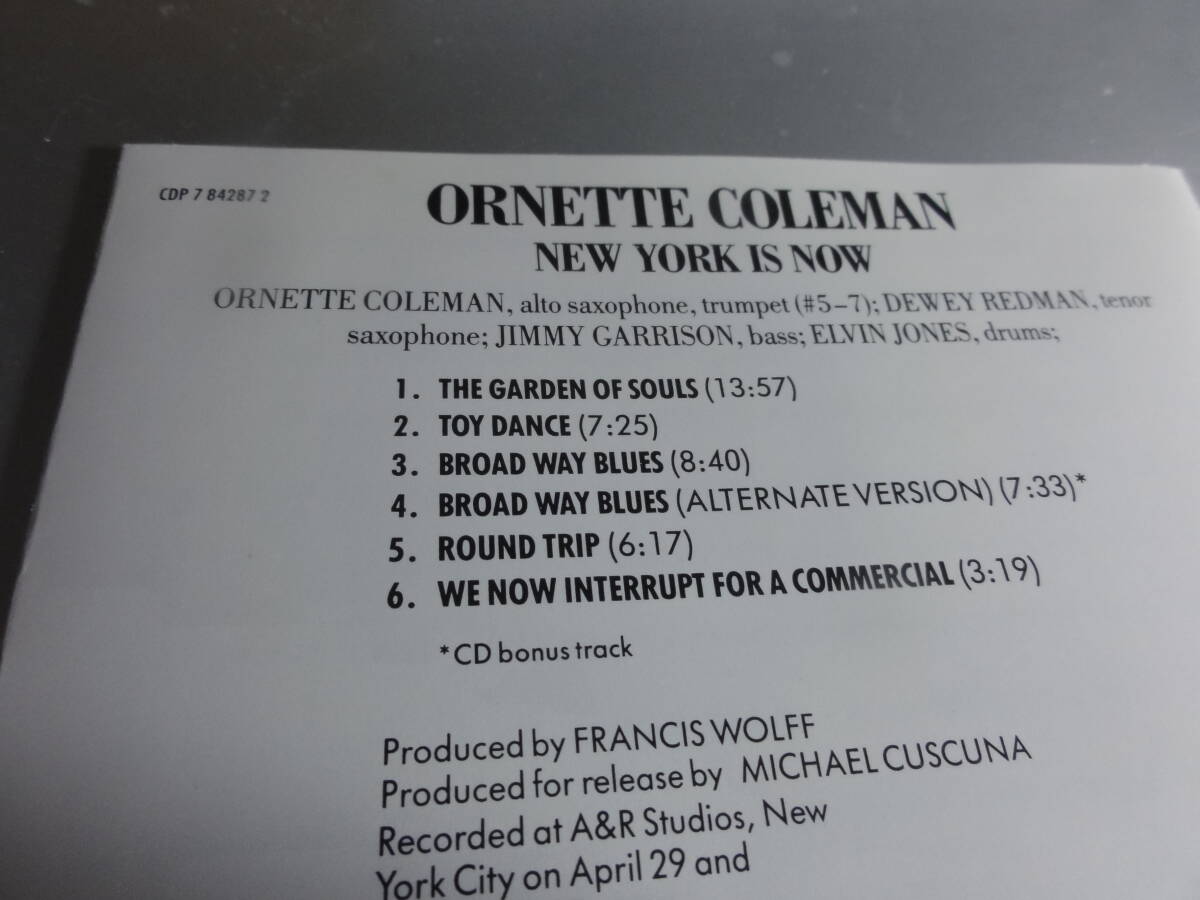 CDP 7 84287 2
ORNETTE COLEMAN
NEW YORK IS NOW
ORNETTE COLEMAN, alto saxophone, trumpet (#5–7); DEWEY REDMAN, tenor
saxophone; JIMMY GARRISON, bass; ELVIN JONES, drums;
1. THE GARDEN OF SOULS (13:57)
2. TOY DANCE (7:25)
3. BROAD WAY BLUES (8:40)
4. BROAD WAY BLUES (ALTERNATE VERSION) (7:33)*
5. ROUND TRIP (6:17)
6. WE NOW INTERRUPT FOR A COMMERCIAL (3:19)
*CD bonus track
Produced by FRANCIS WOLFF
Produced for release by MICHAEL CUSCUNA
Recorded at A&R Studios, New
York City on April 29 and